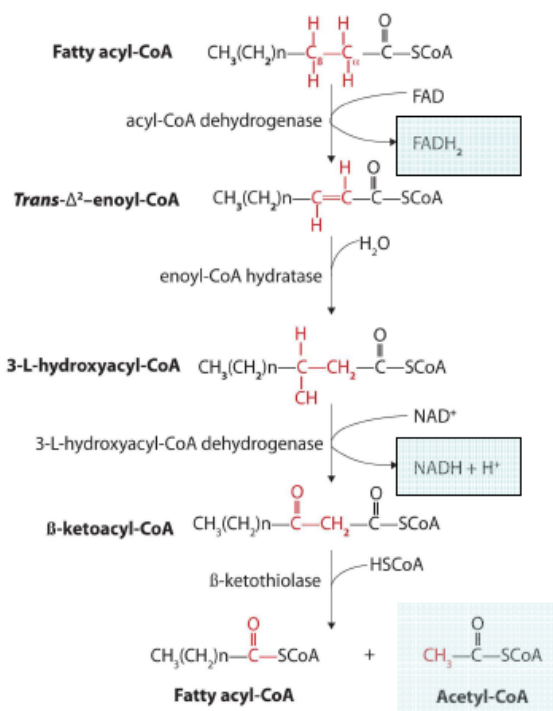 H H O
Fatty acyl-CoA CH₃(CH₂)n—C—C—C—SCoA
ß α
H H
FAD
acyl-CoA dehydrogenase
FADH₂
H O
Trans-Δ²–enoyl-CoA CH₃(CH₂)n—C=C—C—SCoA
H
H₂O
enoyl-CoA hydratase
H O
3-L-hydroxyacyl-CoA CH₃(CH₂)n—C—CH₂—C—SCoA
CH
NAD⁺
3-L-hydroxyacyl-CoA dehydrogenase
NADH + H⁺
O O
ß-ketoacyl-CoA CH₃(CH₂)n—C—CH₂—C—SCoA
HSCoA
ß-ketothiolase
O O
CH₃(CH₂)n—C—SCoA + CH₃—C—SCoA
Fatty acyl-CoA Acetyl-CoA